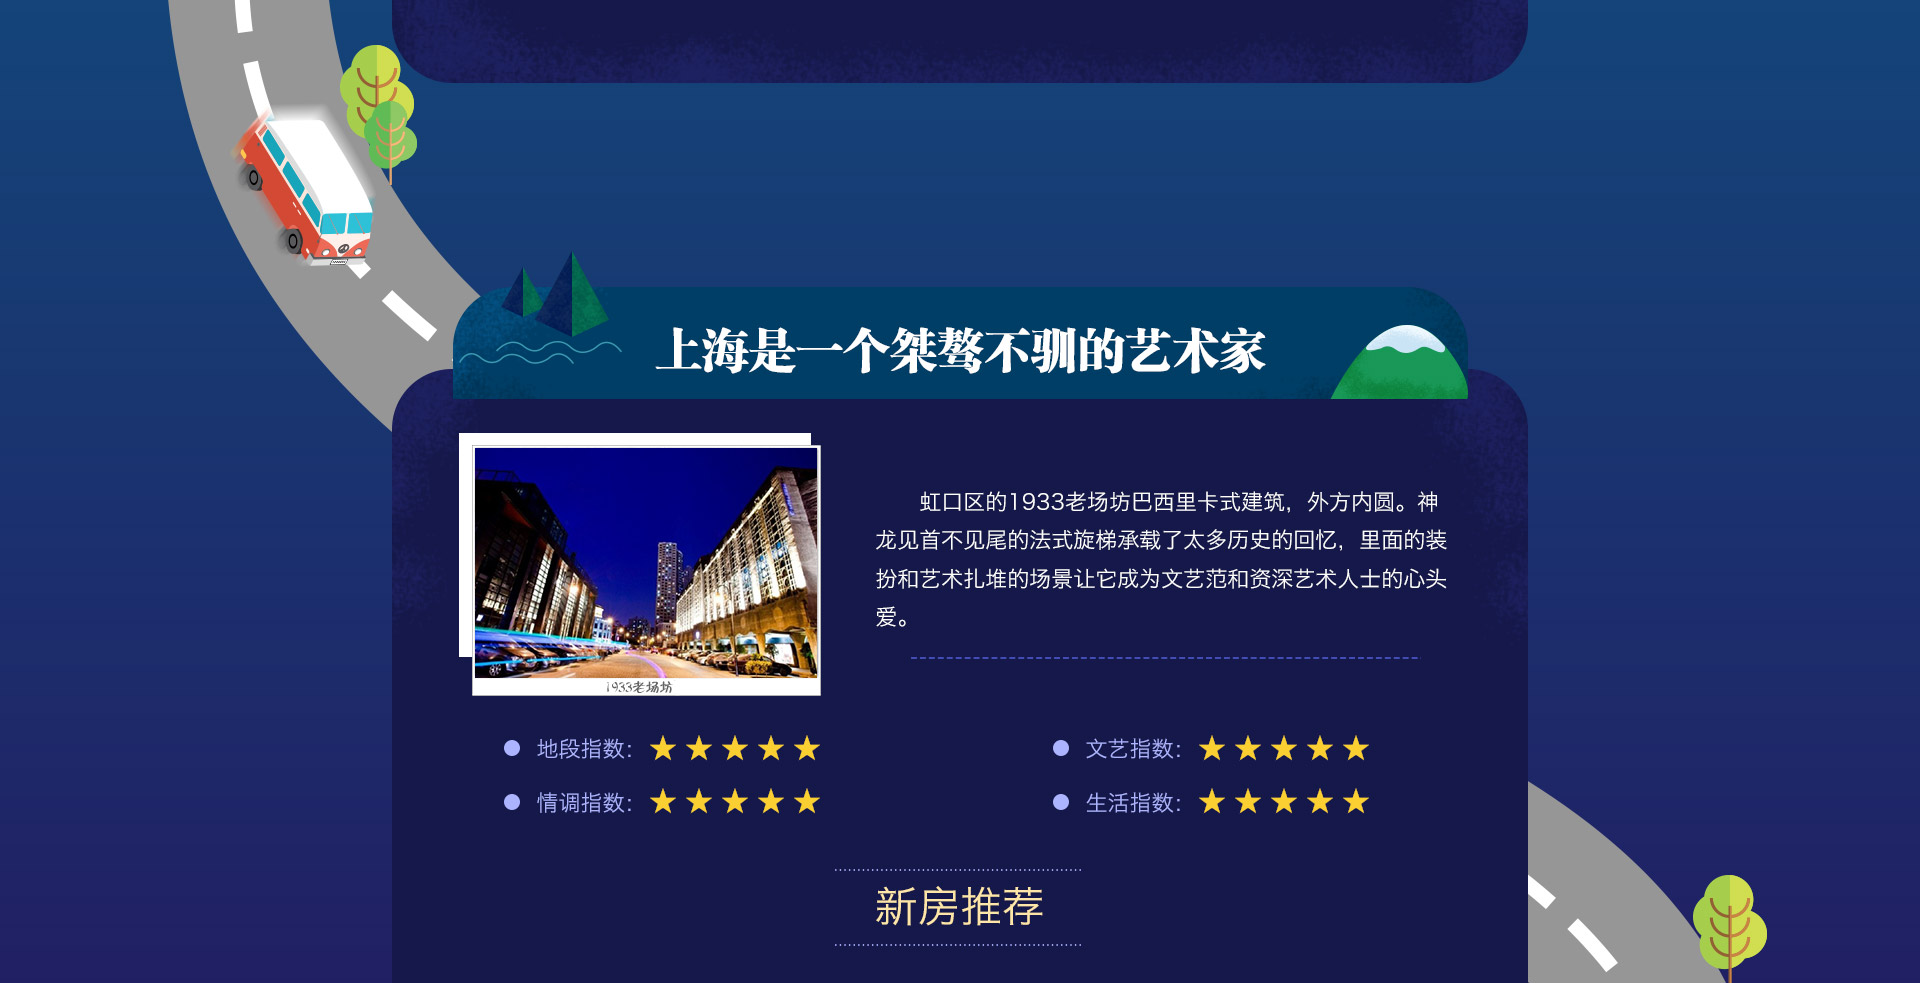 上海是一个桀骜不驯的艺术家
虹口区的1933老场坊巴西里卡式建筑，外方内圆。神
龙见首不见尾的法式旋梯承载了太多历史的回忆，里面的装
扮和艺术扎堆的场景让它成为文艺范和资深艺术人士的心头
爱。
1933老场坊
地段指数：
文艺指数：
情调指数：
生活指数：
新房推荐